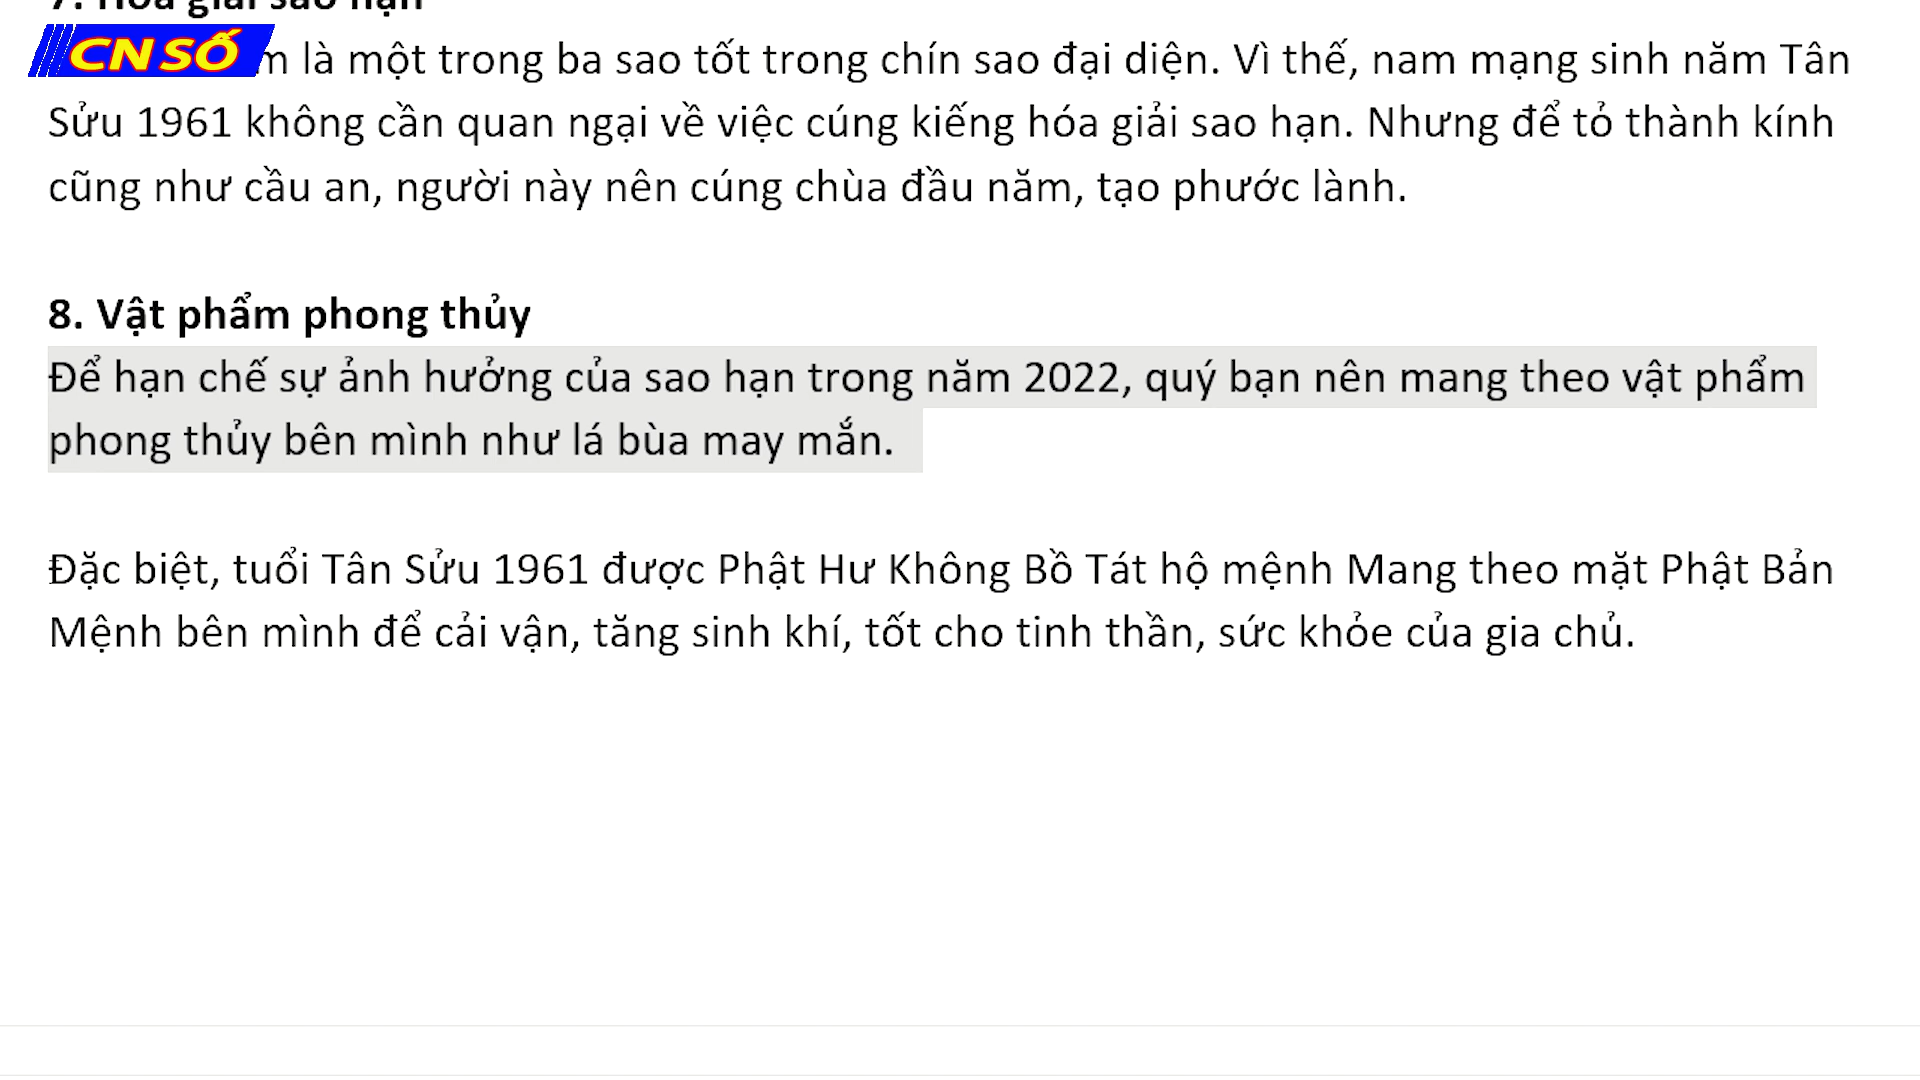 7. Hóa giải sao hạn
CN SỐ
m là một trong ba sao tốt trong chín sao đại diện. Vì thế, nam mạng sinh năm Tân
Sửu 1961 không cần quan ngại về việc cúng kiếng hóa giải sao hạn. Nhưng để tỏ thành kính
cũng như cầu an, người này nên cúng chùa đầu năm, tạo phước lành.
8. Vật phẩm phong thủy
Để hạn chế sự ảnh hưởng của sao hạn trong năm 2022, quý bạn nên mang theo vật phẩm
phong thủy bên mình như lá bùa may mắn.
Đặc biệt, tuổi Tân Sửu 1961 được Phật Hư Không Bồ Tát hộ mệnh Mang theo mặt Phật Bản
Mệnh bên mình để cải vận, tăng sinh khí, tốt cho tinh thần, sức khỏe của gia chủ.